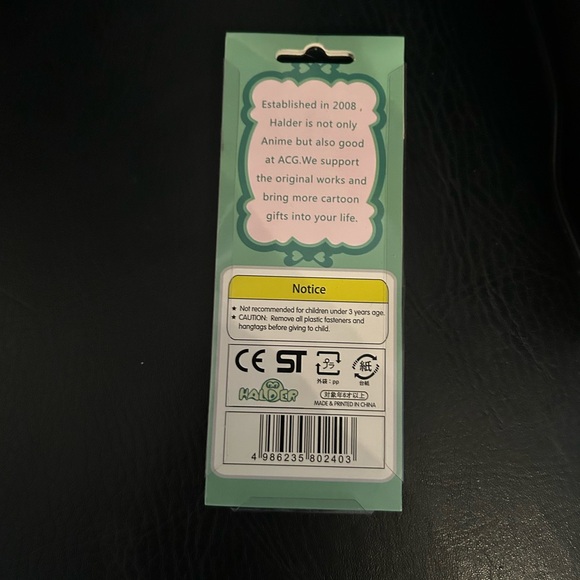 Established in 2008 ,
Halder is not only
Anime but also good
at ACG.We support
the original works and
bring more cartoon
gifts into your life.
Notice
★ Not recommended for children under 3 years age.
★ CAUTION: Remove all plastic fasteners and
hangtags before giving to child.
CE ST プラ 紙
外袋：pp 台紙
HALDER 対象年8才以上
MADE & PRINTED IN CHINA
4 986235 802403